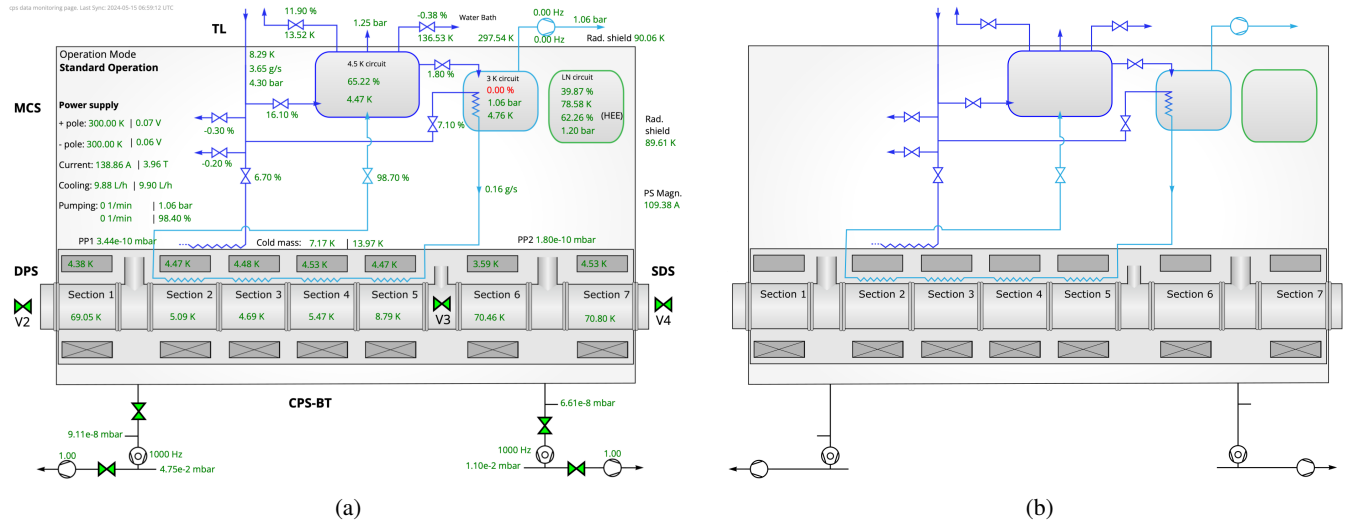 cps data monitoring page, Last Sync: 2024-05-15 06:59:12 UTC
TL
11.90 %
13.52 K
1.25 bar
-0.38 %
136.53 K
Water Bath
297.54 K
0.00 Hz
0.00 Hz
1.06 bar
Rad. shield 90.06 K
Operation Mode
Standard Operation
8.29 K
3.65 g/s
4.30 bar
4.5 K circuit
65.22 %
4.47 K
1.80 %
3 K circuit
0.00 %
1.06 bar
4.76 K
LN circuit
39.87 %
78.58 K
62.26 % (HEE)
1.20 bar
MCS
Power supply
+ pole: 300.00 K | 0.07 V
- pole: 300.00 K | 0.06 V
Current: 138.86 A | 3.96 T
Cooling: 9.88 L/h | 9.90 L/h
Pumping: 0 1/min | 1.06 bar
0 1/min | 98.40 %
-0.30 %
16.10 %
7.10 %
-0.20 %
6.70 %
98.70 %
0.16 g/s
Rad.
shield
89.61 K
PS Magn.
109.38 A
PP1 3.44e-10 mbar
Cold mass: 7.17 K | 13.97 K
PP2 1.80e-10 mbar
DPS
4.38 K
4.47 K
4.48 K
4.53 K
4.47 K
3.59 K
4.53 K
SDS
V2
Section 1
Section 2
Section 3
Section 4
Section 5
V3
Section 6
Section 7
V4
69.05 K
5.09 K
4.69 K
5.47 K
8.79 K
70.46 K
70.80 K
CPS-BT
9.11e-8 mbar
6.61e-8 mbar
1.00
1000 Hz
4.75e-2 mbar
1000 Hz
1.10e-2 mbar
1.00
(a)
Section 1
Section 2
Section 3
Section 4
Section 5
Section 6
Section 7
(b)